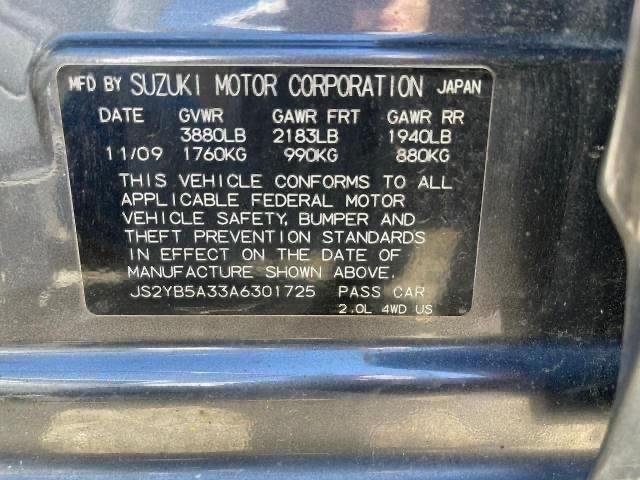 MFD BY SUZUKI MOTOR CORPORATION JAPAN
DATE GVWR GAWR FRT GAWR RR
3880LB 2183LB 1940LB
11/09 1760KG 990KG 880KG
THIS VEHICLE CONFORMS TO ALL
APPLICABLE FEDERAL MOTOR
VEHICLE SAFETY, BUMPER AND
THEFT PREVENTION STANDARDS
IN EFFECT ON THE DATE OF
MANUFACTURE SHOWN ABOVE.
JS2YB5A33A6301725 PASS CAR
2.0L 4WD US